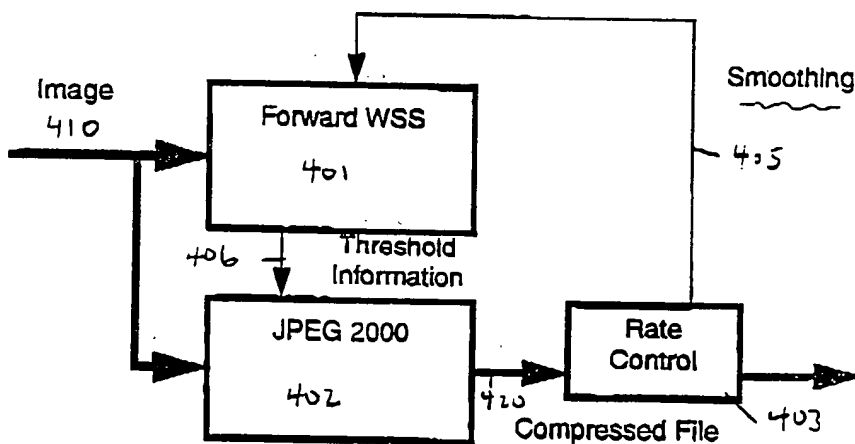 Image
410
Forward WSS
401
Smoothing
405
406
Threshold
Information
JPEG 2000
402
420
Rate
Control
403
Compressed File